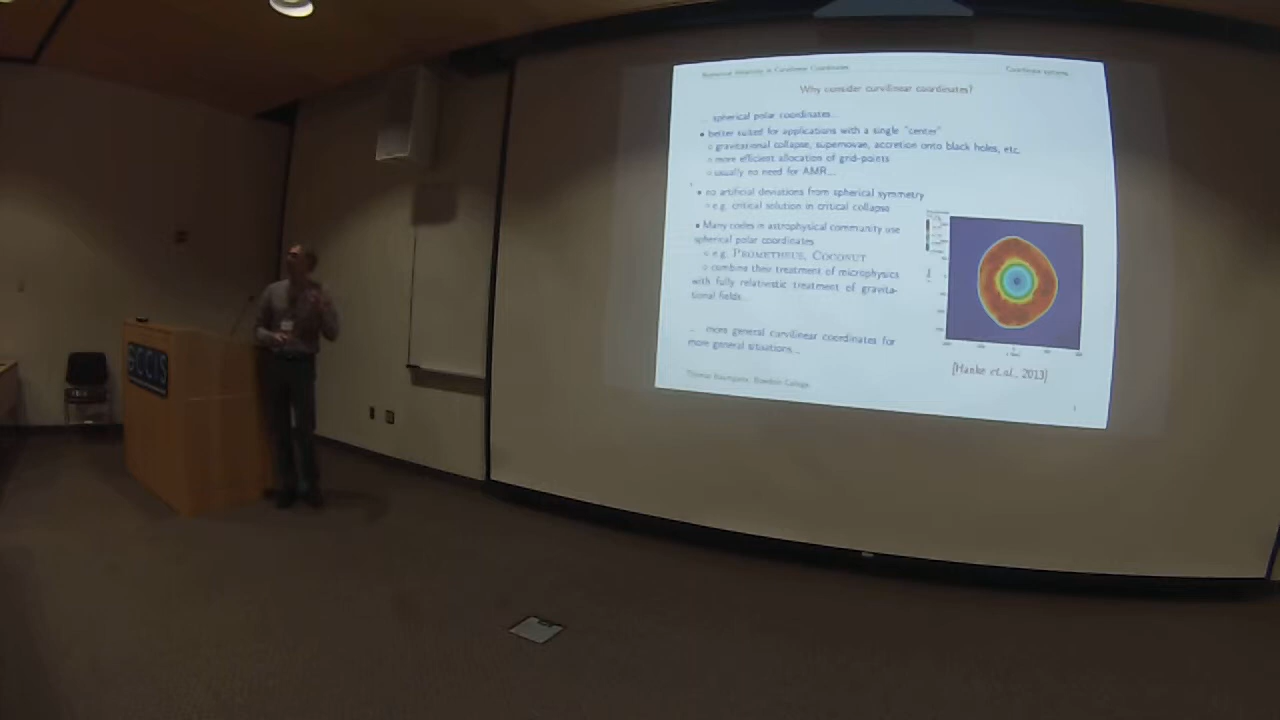 CCIS
Numerical Relativity in Curvilinear Coordinates
Coordinate systems
Why consider curvilinear coordinates?
... spherical polar coordinates...
• better suited for applications with a single "center"
○ gravitational collapse, supernovae, accretion onto black holes, etc.
○ more efficient allocation of grid-points
○ usually no need for AMR...
• no artificial deviations from spherical symmetry
○ e.g. critical solution in critical collapse
• Many codes in astrophysical community use
spherical polar coordinates
○ e.g. PROMETHEUS, COCONUT
○ combine their treatment of microphysics
with fully relativistic treatment of gravita-
tional fields...
... more general curvilinear coordinates for
more general situations...
[Hanke et.al., 2013]
Thomas Baumgarte, Bowdoin College